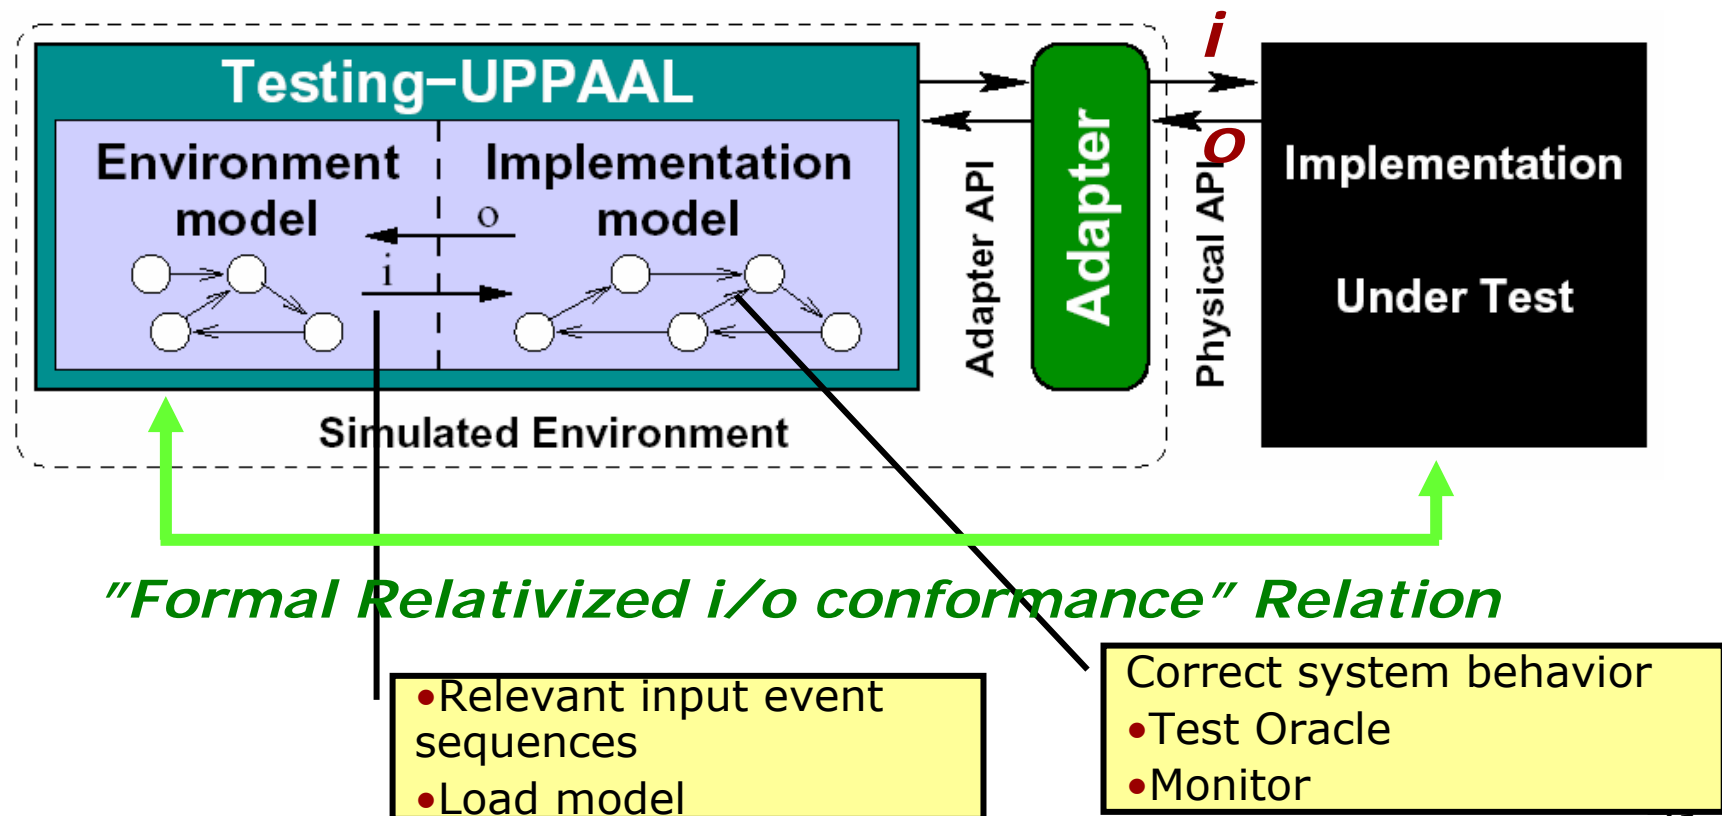 Testing–UPPAAL
Environment
model
Implementation
model
o
i
Simulated Environment
Adapter API
Adapter
i
o
Physical API
Implementation
Under Test
"Formal Relativized i/o conformance" Relation
•Relevant input event
sequences
•Load model
Correct system behavior
•Test Oracle
•Monitor